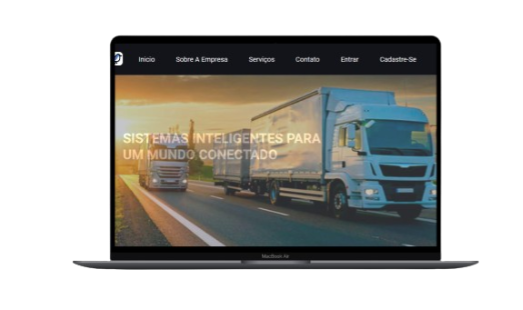 Inicio Sobre A Empresa Serviços Contato Entrar Cadastre-Se
SISTEMAS INTELIGENTES PARA
UM MUNDO CONECTADO
MacBook Air